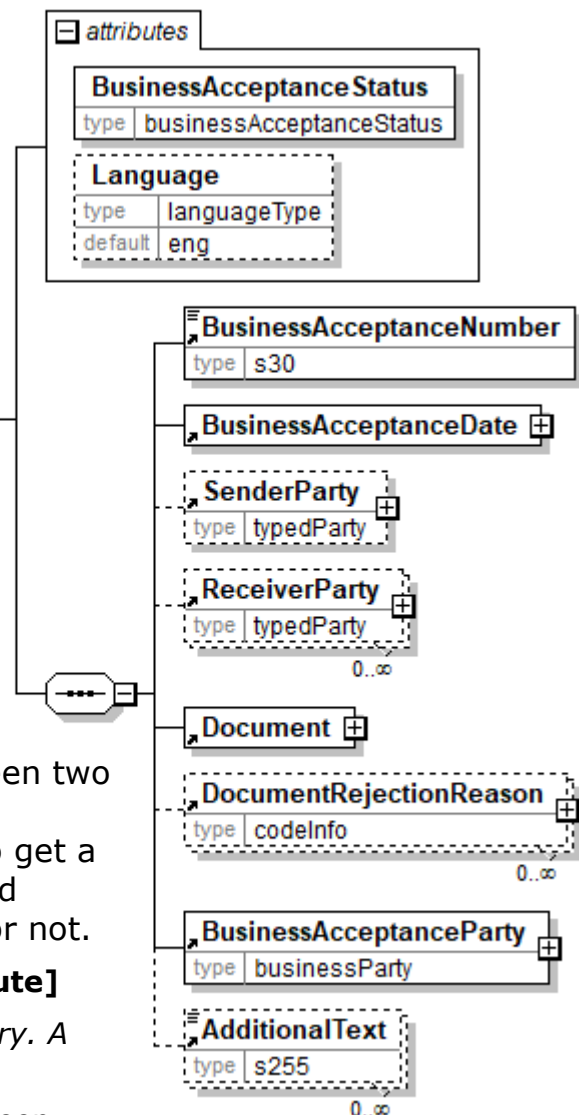 attributes
BusinessAcceptanceStatus
type businessAcceptanceStatus
Language
type languageType
default eng
BusinessAcceptanceNumber
type s30
BusinessAcceptanceDate
SenderParty
type typedParty
ReceiverParty
type typedParty
0..∞
Document
en two
DocumentRejectionReason
type codeInfo
get a
0..∞
d
or not.
BusinessAcceptanceParty
type businessParty
ute]
ry. A
AdditionalText
type s255
0..∞